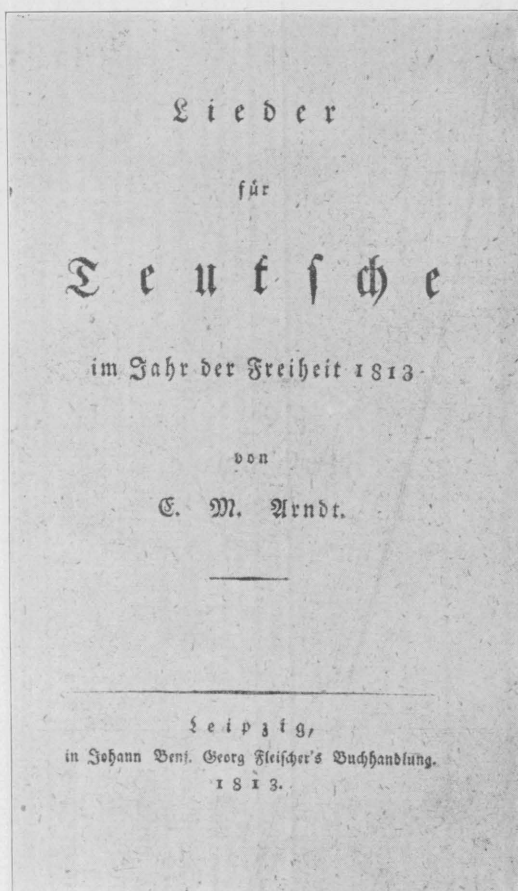 Lieder
für
Teutsche
im Jahr der Freiheit 1813
von
E. M. Arndt.
Leipzig,
in Johann Benj. Georg Fleischer's Buchhandlung.
1813.